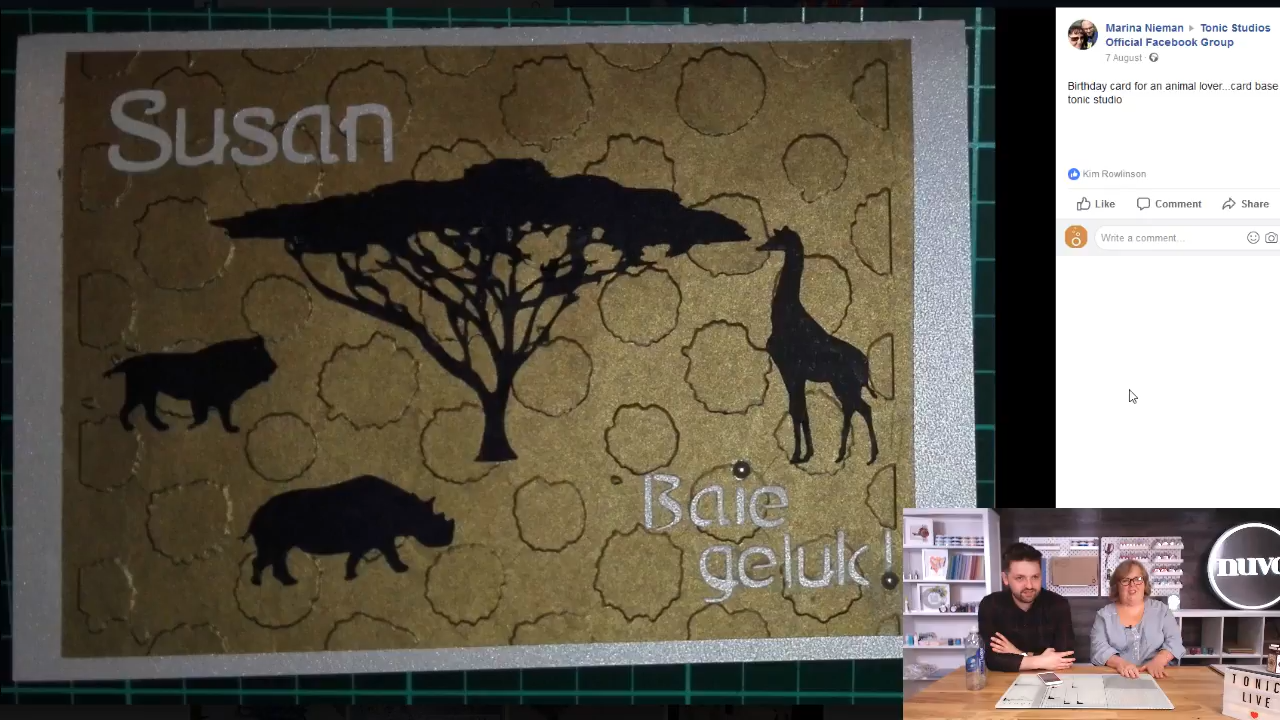 Susan
Baie
geluk!
Marina Nieman ▸ Tonic Studios
Official Facebook Group
7 August
Birthday card for an animal lover...card base
tonic studio
Kim Rowlinson
Like Comment Share
Write a comment...
nuvo
TONIC
LIVE